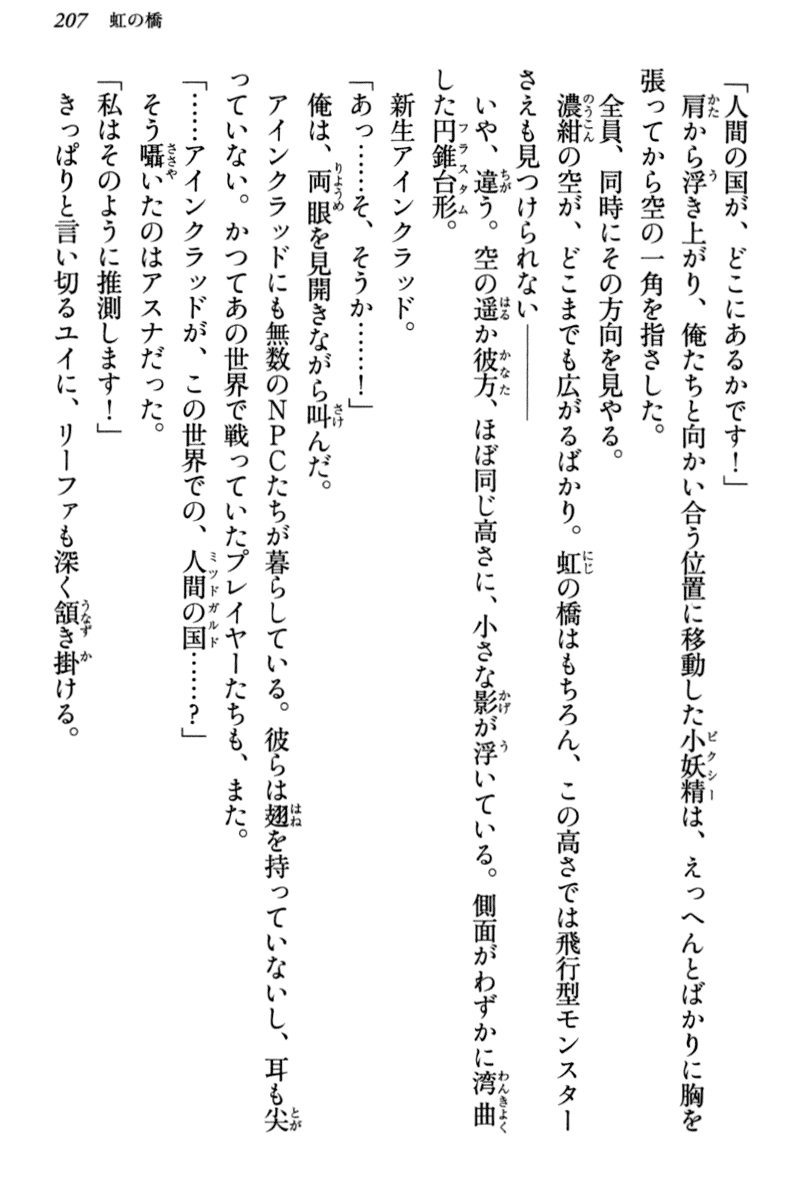 207 虹の橋
「人間の国が、どこにあるかです！」
肩から浮き上がり、俺たちと向かい合う位置に移動した小妖精は、えっへんとばかりに胸を
張ってから空の一角を指さした。
全員、同時にその方向を見やる。
濃紺の空が、どこまでも広がるばかり。虹の橋はもちろん、この高さでは飛行型モンスター
さえも見つけられない――――
いや、違う。空の遥か彼方、ほぼ同じ高さに、小さな影が浮いている。側面がわずかに湾曲
した円錐台形。
新生アインクラッド。
「あっ……そ、そうか……！」
俺は、両眼を見開きながら叫んだ。
アインクラッドにも無数のNPCたちが暮らしている。彼らは翅を持っていないし、耳も尖
っていない。かつてあの世界で戦っていたプレイヤーたちも、また。
「……アインクラッドが、この世界での、人間の国……？」
そう囁いたのはアスナだった。
「私はそのように推測します！」
きっぱりと言い切るユイに、リーファも深く頷き掛ける。